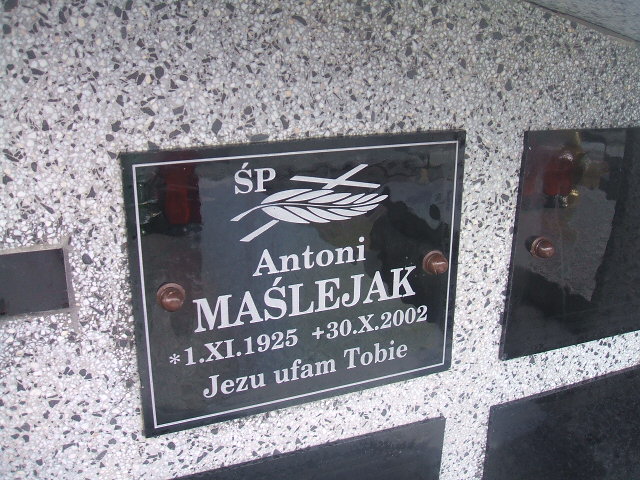 ŚP
Antoni
MAŚLEJAK
*1.XI.1925 +30.X.2002
Jezu ufam Tobie